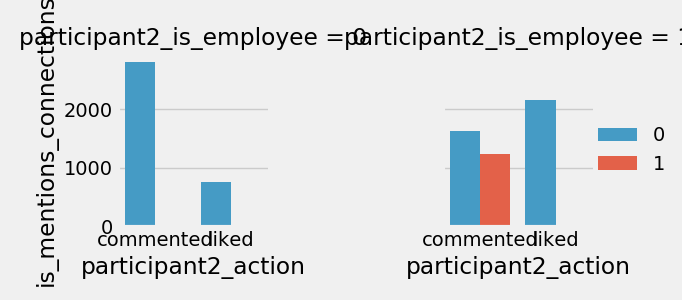 participant2_is_employee = 0
participant2_is_employee = 1
is_mentions_connections
2000
1000
0
commented
liked
commented
liked
participant2_action
participant2_action
0
1